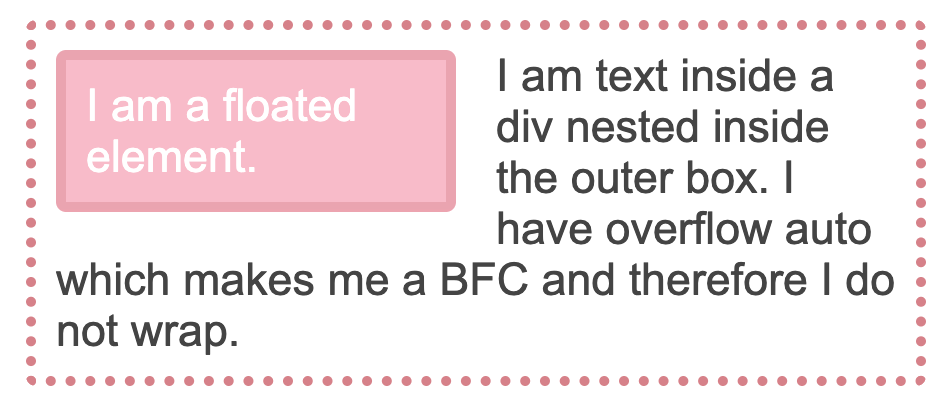 I am a floated
element.
I am text inside a
div nested inside
the outer box. I
have overflow auto
which makes me a BFC and therefore I do
not wrap.